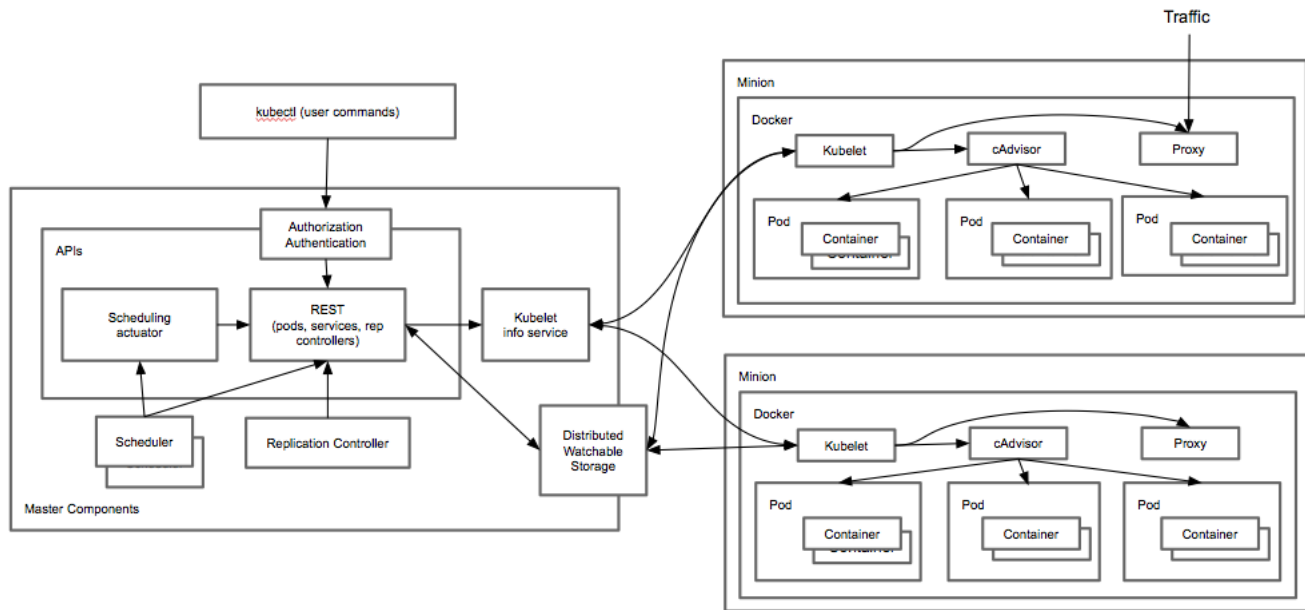 Traffic
kubectl (user commands)
Authorization
Authentication
APIs
Scheduling
actuator
REST
(pods, services, rep
controllers)
Kubelet
info service
Scheduler
Replication Controller
Distributed
Watchable
Storage
Master Components
Minion
Docker
Kubelet
cAdvisor
Proxy
Pod
Container
Container
Pod
Container
Pod
Container
Minion
Docker
Kubelet
cAdvisor
Proxy
Pod
Container
Container
Pod
Container
Pod
Container